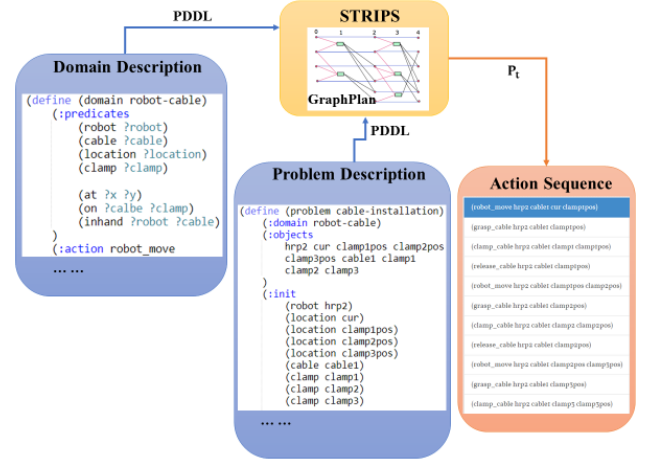 PDDL
STRIPS
0 1 2 3 4
GraphPlan
PDDL
P_t
Domain Description
(define (domain robot-cable)
(:predicates
(robot ?robot)
(cable ?cable)
(location ?location)
(clamp ?clamp)
(at ?x ?y)
(on ?calbe ?clamp)
(inhand ?robot ?cable)
)
(:action robot_move
... ...
Problem Description
(define (problem cable-installation)
(:domain robot-cable)
(:objects
hrp2 cur clamp1pos clamp2pos
clamp3pos cable1 clamp1
clamp2 clamp3
)
(:init
(robot hrp2)
(location cur)
(location clamp1pos)
(location clamp2pos)
(location clamp3pos)
(cable cable1)
(clamp clamp1)
(clamp clamp2)
(clamp clamp3)
... ...
Action Sequence
(robot_move hrp2 cable1 cur clamp1pos)
(grasp_cable hrp2 cable1 clamp1pos)
(clamp_cable hrp2 cable1 clamp1 clamp1pos)
(release_cable hrp2 cable1 clamp1pos)
(robot_move hrp2 cable1 clamp1pos clamp2pos)
(grasp_cable hrp2 cable1 clamp2pos)
(clamp_cable hrp2 cable1 clamp2 clamp2pos)
(release_cable hrp2 cable1 clamp2pos)
(robot_move hrp2 cable1 clamp2pos clamp3pos)
(grasp_cable hrp2 cable1 clamp3pos)
(clamp_cable hrp2 cable1 clamp3 clamp3pos)